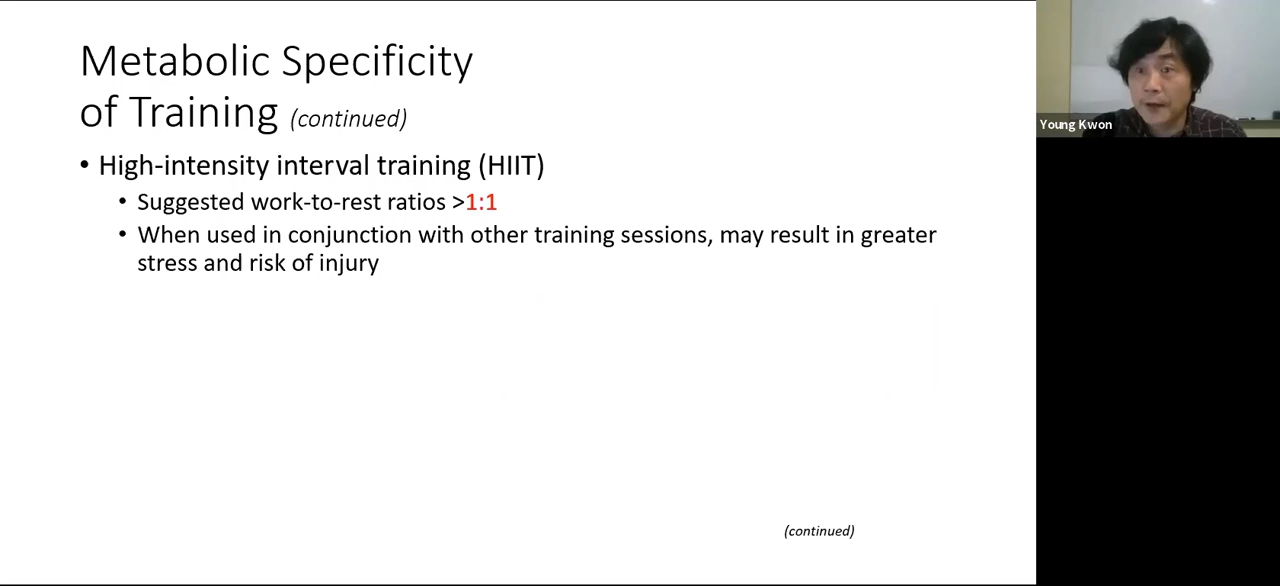 Metabolic Specificity
of Training (continued)
• High-intensity interval training (HIIT)
• Suggested work-to-rest ratios >1:1
• When used in conjunction with other training sessions, may result in greater
stress and risk of injury
(continued)
Young Kwon